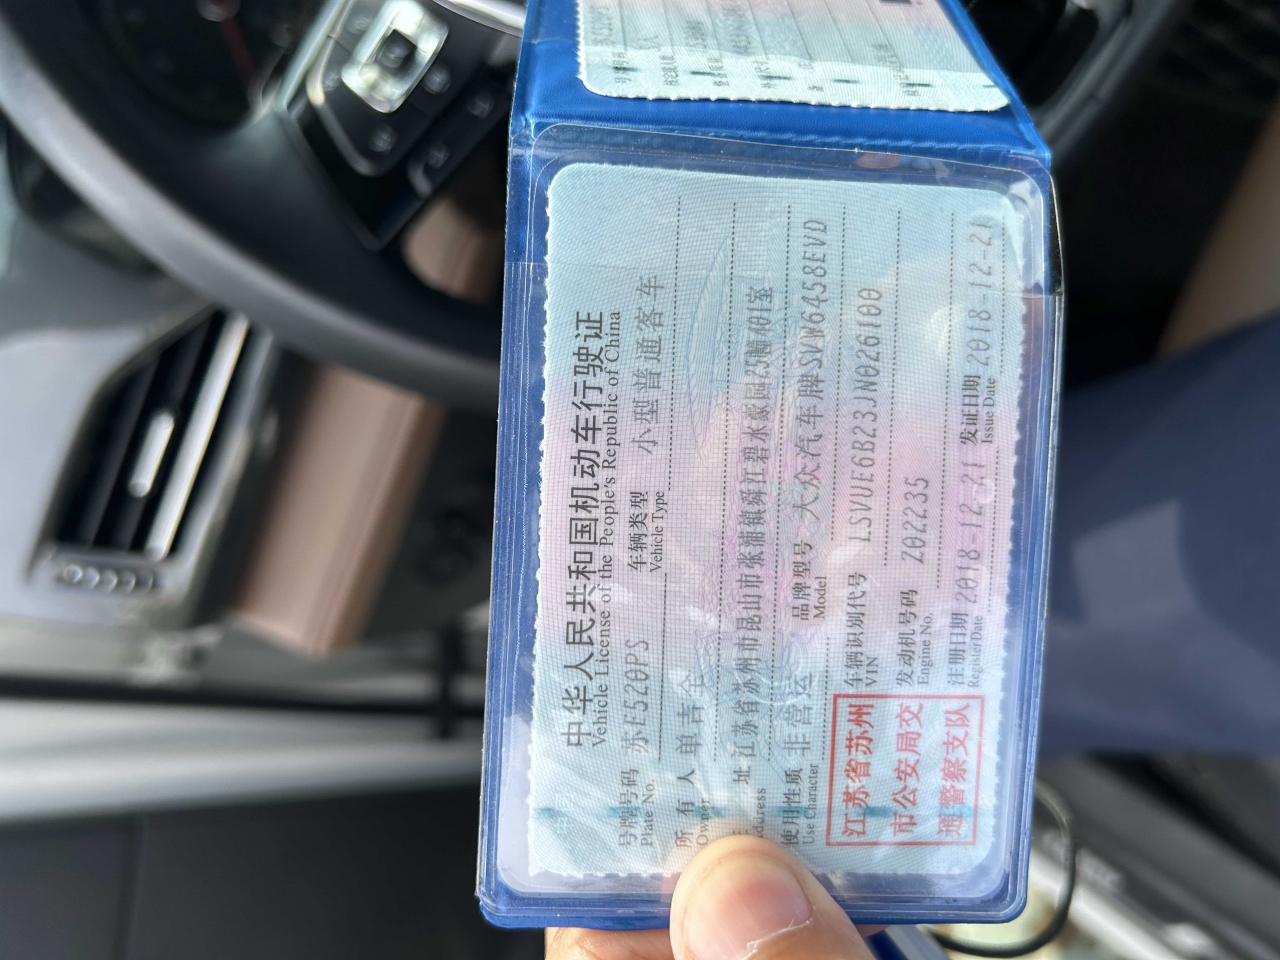 中华人民共和国机动车行驶证
Vehicle License of the People's Republic of China
号牌号码 苏E520PS 车辆类型 小型普通客车
Plate No. Vehicle Type
所有人 单吉全
Owner
址 江苏省苏州市昆山市张浦镇舜江碧水豪园25幢601室
使用性质 非营运 品牌型号 大众汽车牌SVW6458EVD
Use Character Model
江苏省苏州
市公安局交
通警察支队
车辆识别代号 LSVUE6B23JN026100
VIN
发动机号码 Z02235
Engine No.
注册日期 2018-12-21 发证日期 2018-12-21
Register Date Issue Date